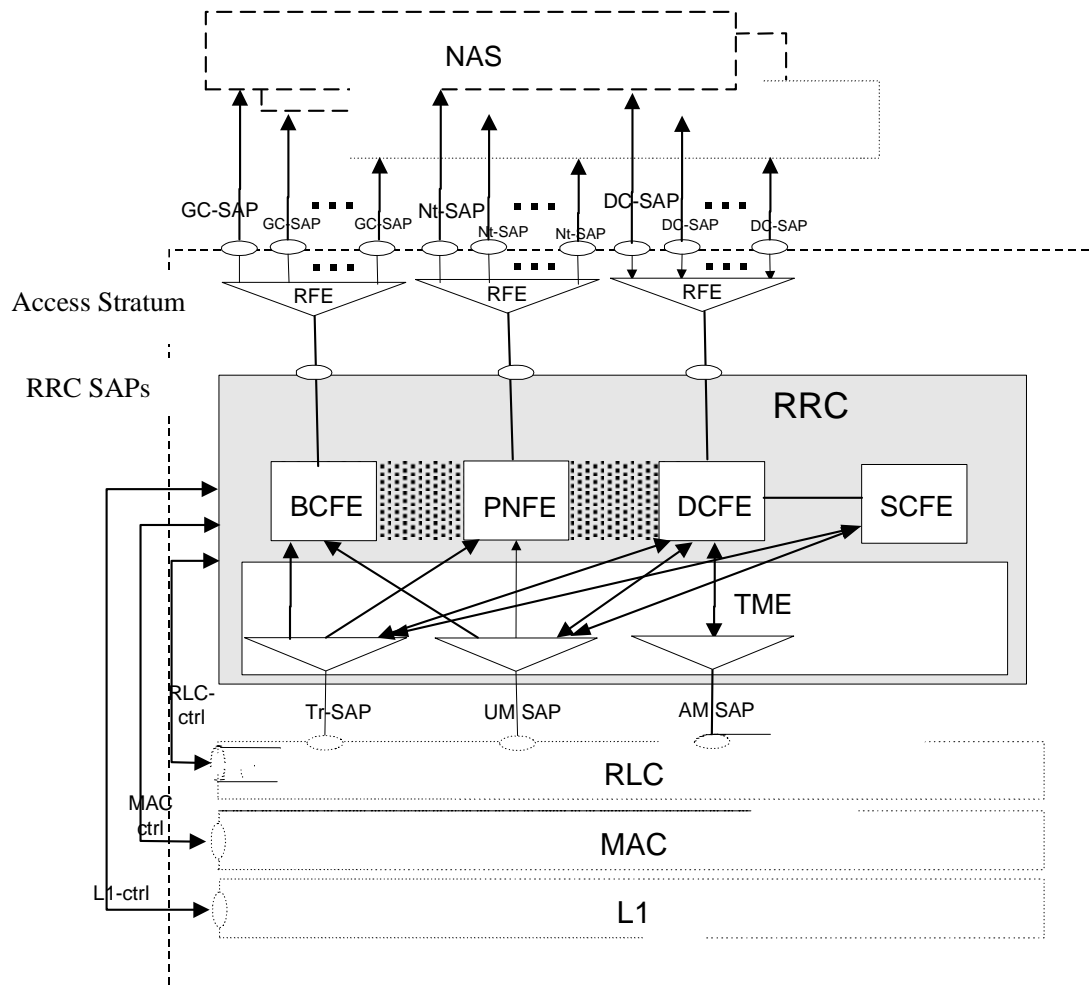 NAS
GC-SAP
GC-SAP
GC-SAP
Nt-SAP
Nt-SAP
Nt-SAP
DC-SAP
DC-SAP
DC-SAP
RFE
RFE
RFE
Access Stratum
RRC SAPs
RRC
BCFE
PNFE
DCFE
SCFE
TME
RLC-
ctrl
Tr-SAP
UM SAP
AM SAP
RLC
MAC
ctrl
MAC
L1-ctrl
L1